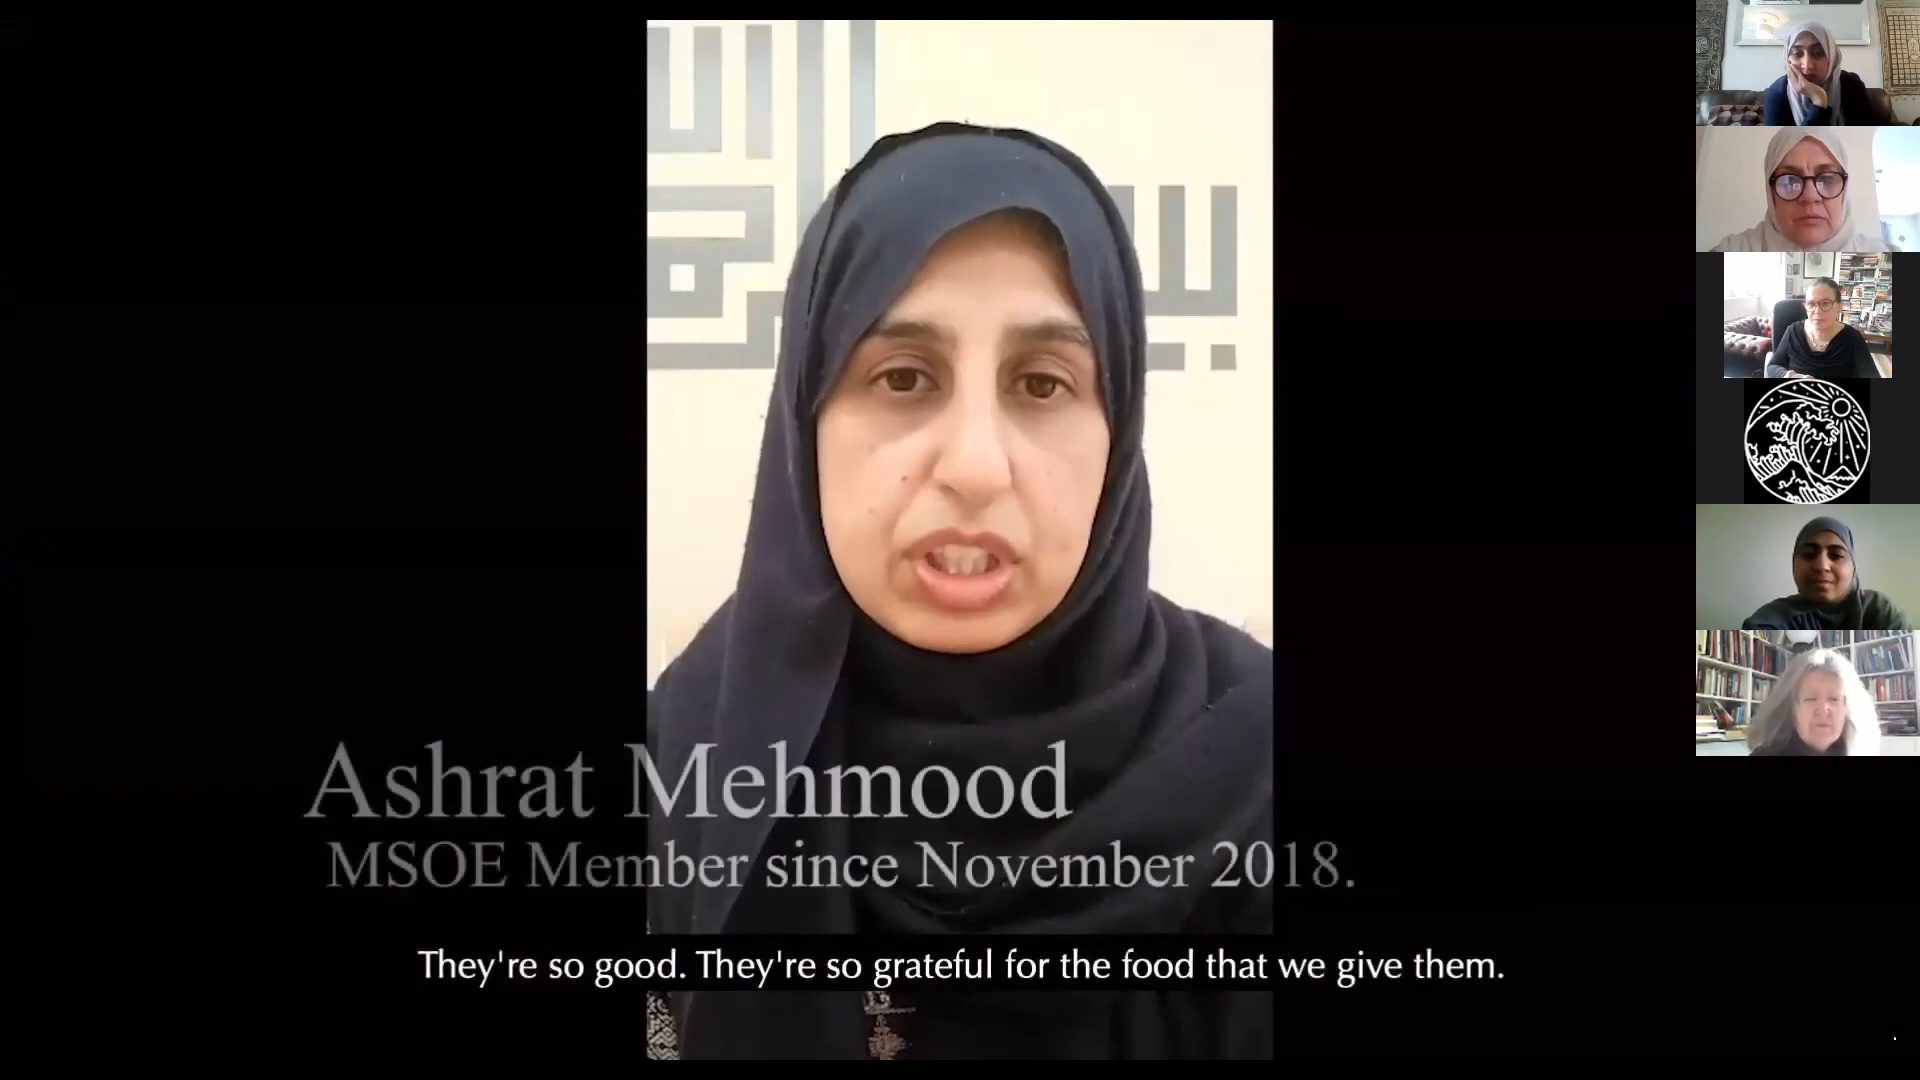 Ashrat Mehmood
MSOE Member since November 2018.
They're so good. They're so grateful for the food that we give them.